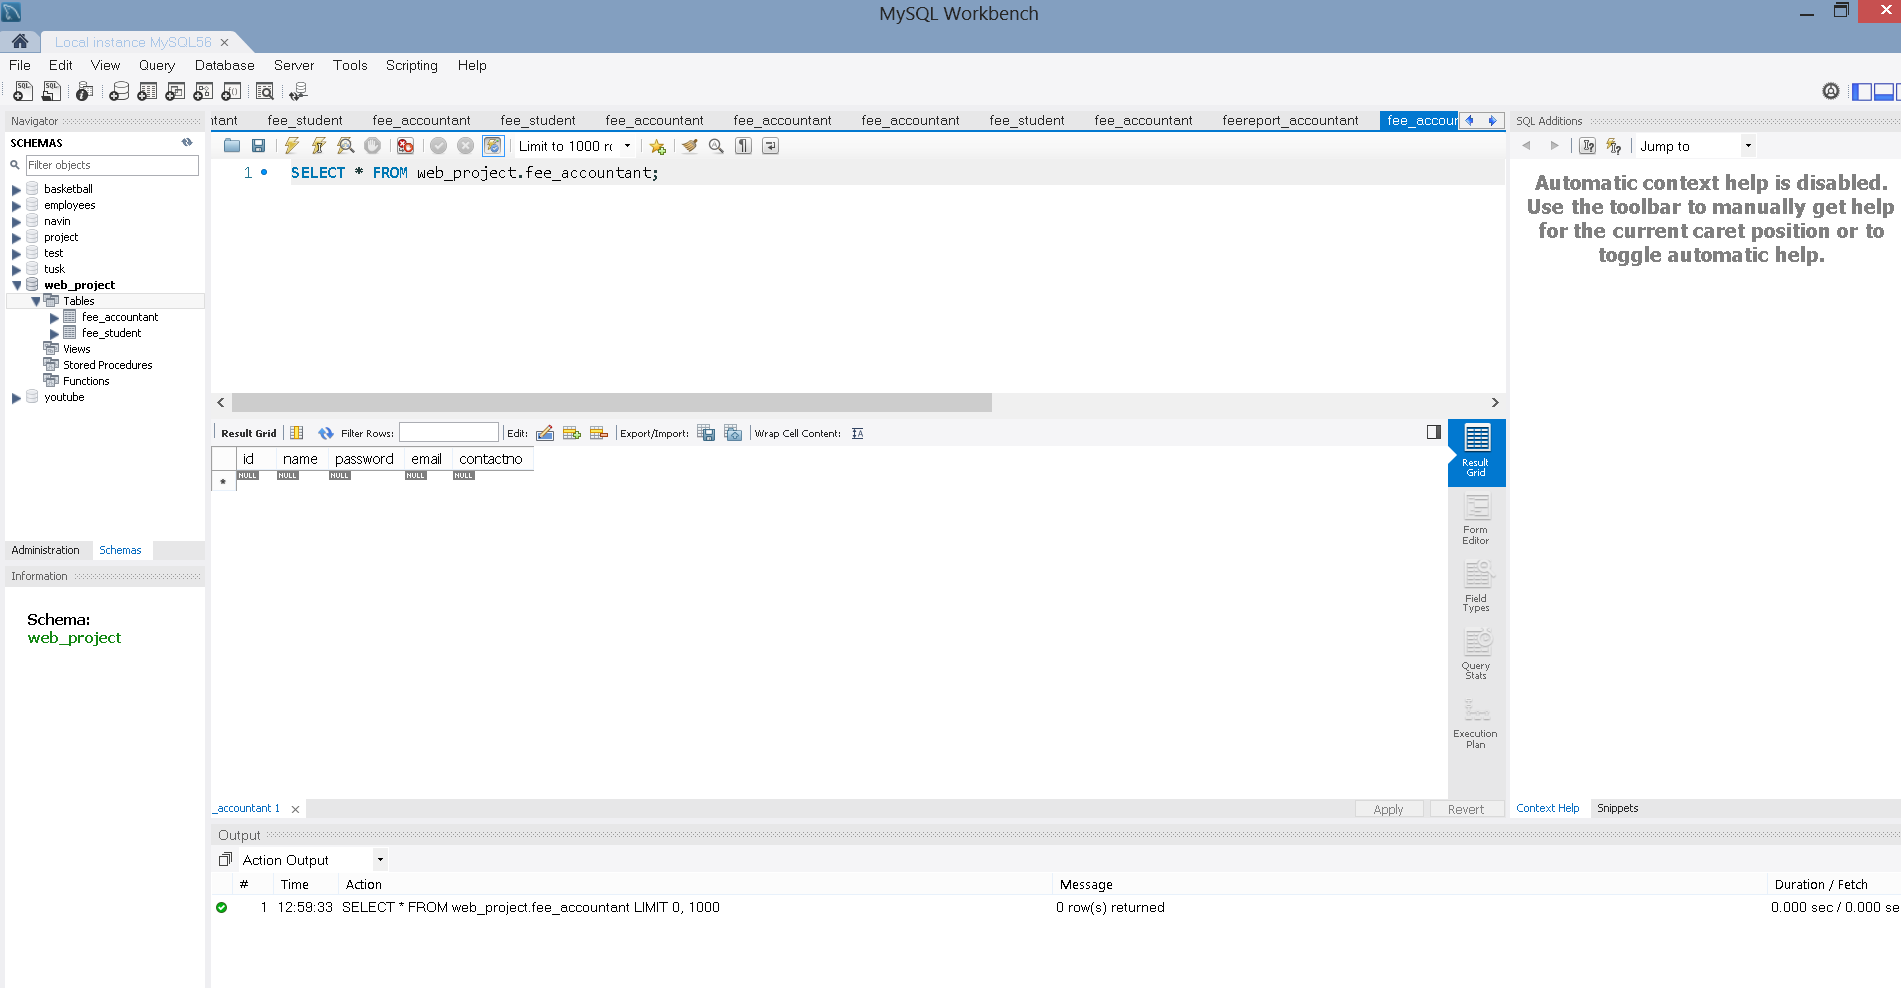 MySQL Workbench
Local instance MySQL56
File Edit View Query Database Server Tools Scripting Help
Navigator
SCHEMAS
Filter objects
basketball
employees
navin
project
test
tusk
web_project
Tables
fee_accountant
fee_student
Views
Stored Procedures
Functions
youtube
Administration Schemas
Information
Schema:
web_project
ntant fee_student fee_accountant fee_student fee_accountant fee_accountant fee_accountant fee_student fee_accountant feereport_accountant fee_accour
Limit to 1000 rc
1 SELECT * FROM web_project.fee_accountant;
Result Grid Filter Rows: Edit: Export/Import: Wrap Cell Content:
id name password email contactno
NULL NULL NULL NULL NULL
Result
Grid
Form
Editor
Field
Types
Query
Stats
Execution
Plan
_accountant 1
Apply Revert
SQL Additions
Jump to
Automatic context help is disabled.
Use the toolbar to manually get help
for the current caret position or to
toggle automatic help.
Context Help Snippets
Output
Action Output
# Time Action Message Duration / Fetch
1 12:59:33 SELECT * FROM web_project.fee_accountant LIMIT 0, 1000 0 row(s) returned 0.000 sec / 0.000 se